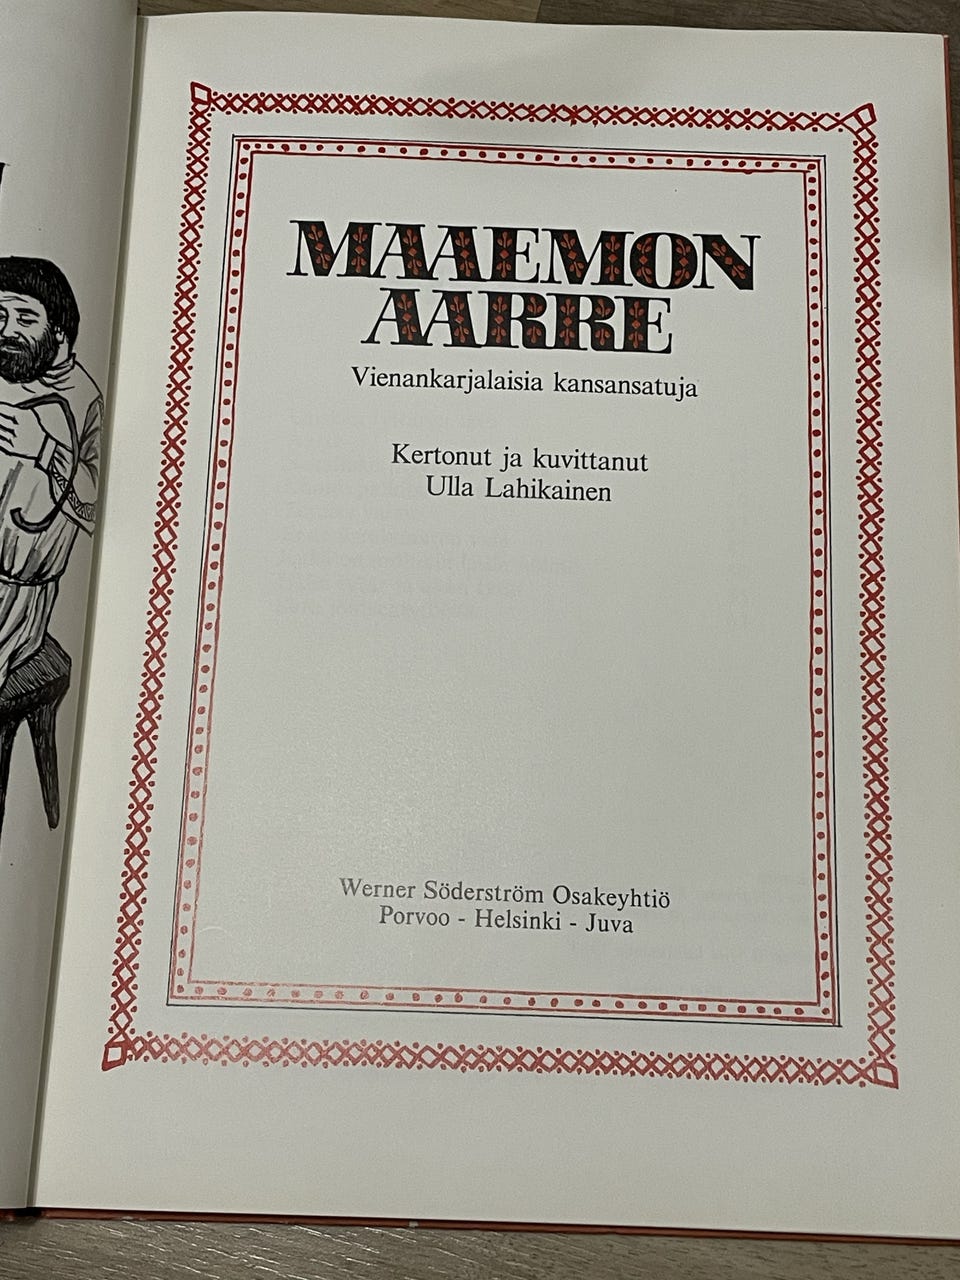 MAAEMON
AARRE
Vienankarjalaisia kansansatuja
Kertonut ja kuvittanut
Ulla Lahikainen
Werner Söderström Osakeyhtiö
Porvoo - Helsinki - Juva